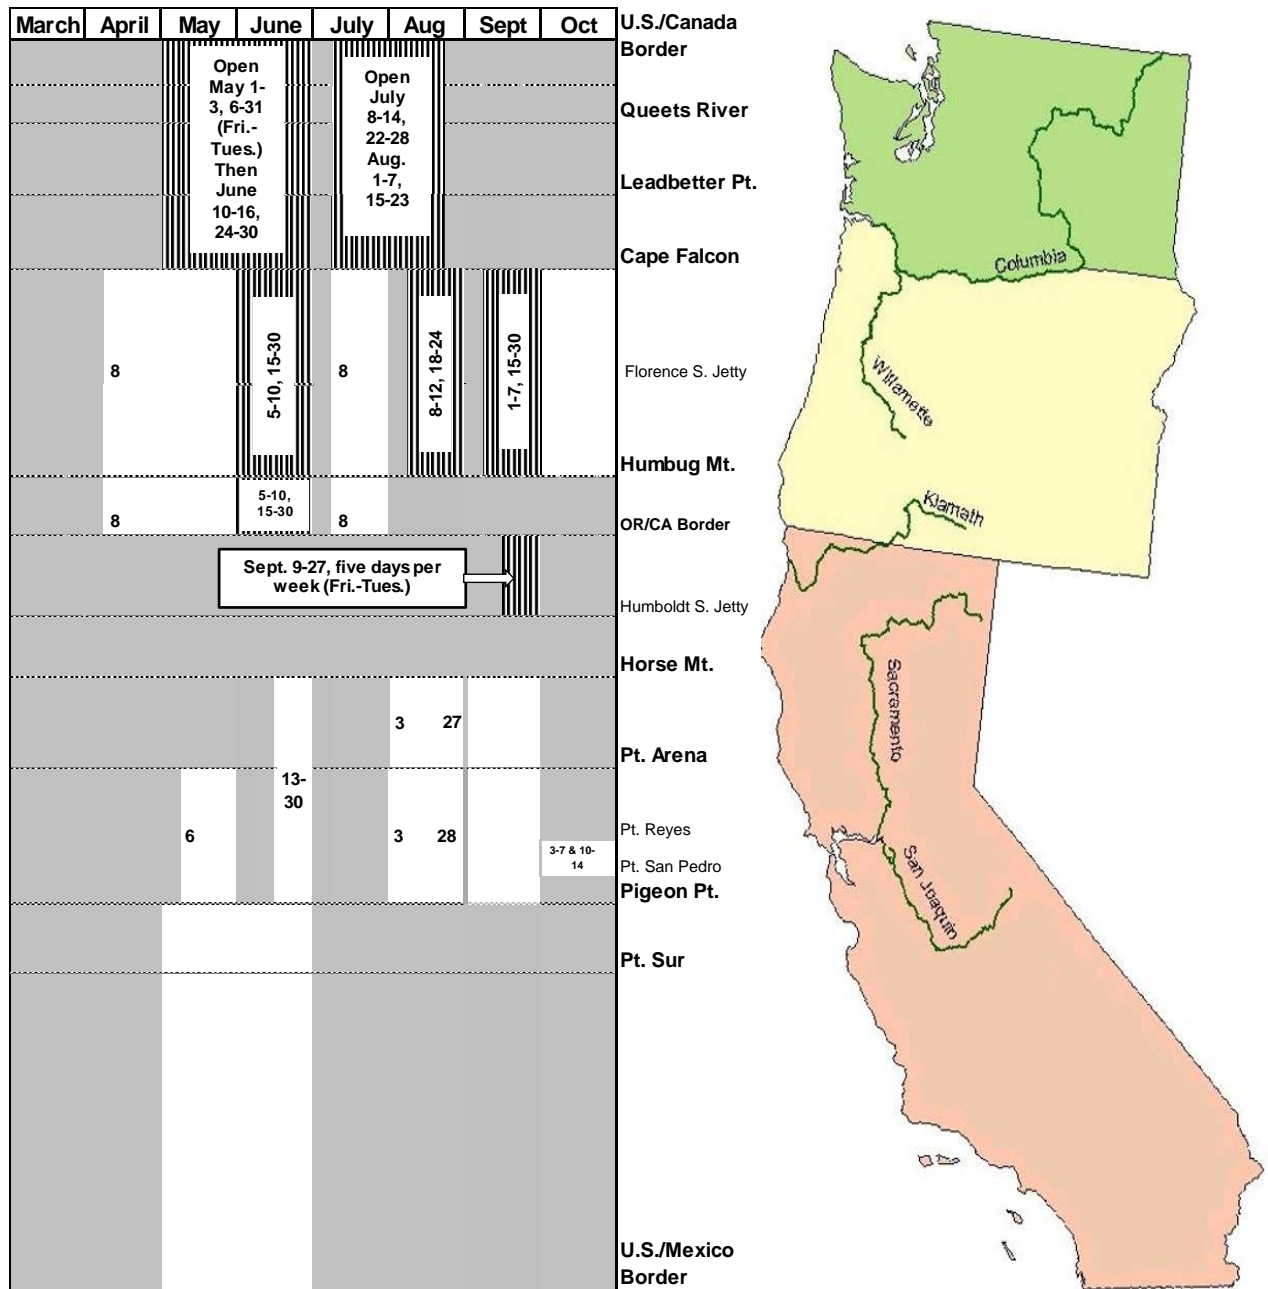 March April May June July Aug Sept Oct
U.S./Canada
Border
Open
May 1-
3, 6-31
(Fri.-
Tues.)
Then
June
10-16,
24-30
Open
July
8-14,
22-28
Aug.
1-7,
15-23
Queets River
Leadbetter Pt.
Cape Falcon
8
5-10, 15-30
8
8-12, 18-24
1-7, 15-30
Florence S. Jetty
Humbug Mt.
8
5-10,
15-30
8
OR/CA Border
Sept. 9-27, five days per
week (Fri.-Tues.)
Humboldt S. Jetty
Horse Mt.
3 27
Pt. Arena
13-
30
6
3 28
Pt. Reyes
3-7 & 10-
14
Pt. San Pedro
Pigeon Pt.
Pt. Sur
U.S./Mexico
Border
Columbia
Willamette
Klamath
Sacramento
San Joaquin